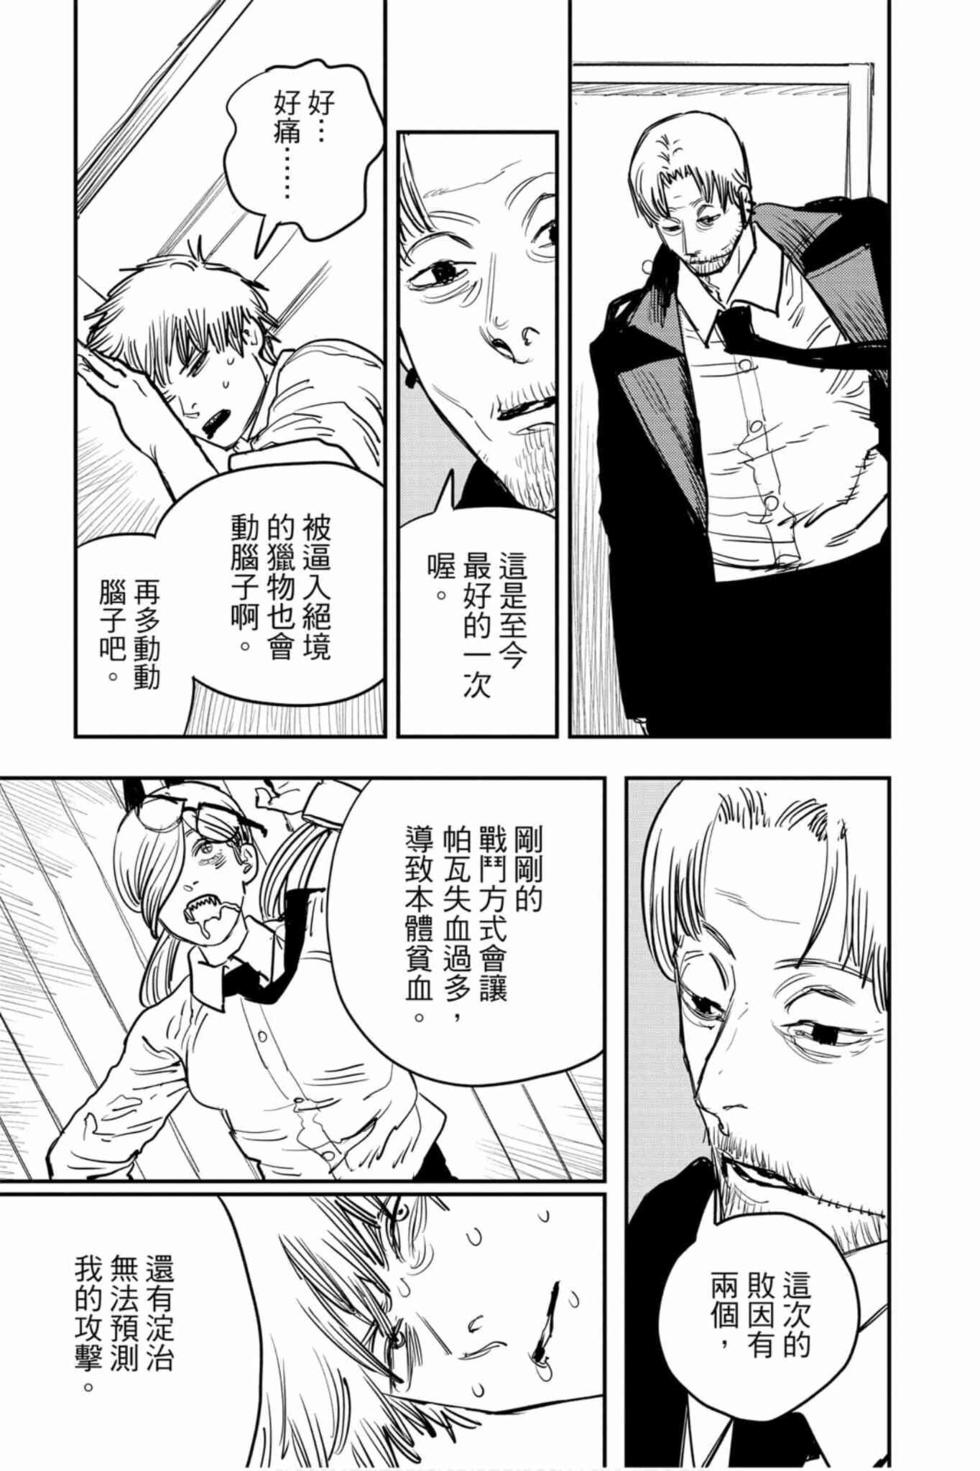 這是至今
最好的一次
喔。
好…
好痛……
被逼入絕境
的獵物也會
動腦子啊。
再多動動
腦子吧。
這次的
敗因有
兩個，
剛剛的
戰鬥方式會讓
帕瓦失血過多，
導致本體貧血。
還有淀治
無法預測
我的攻擊。